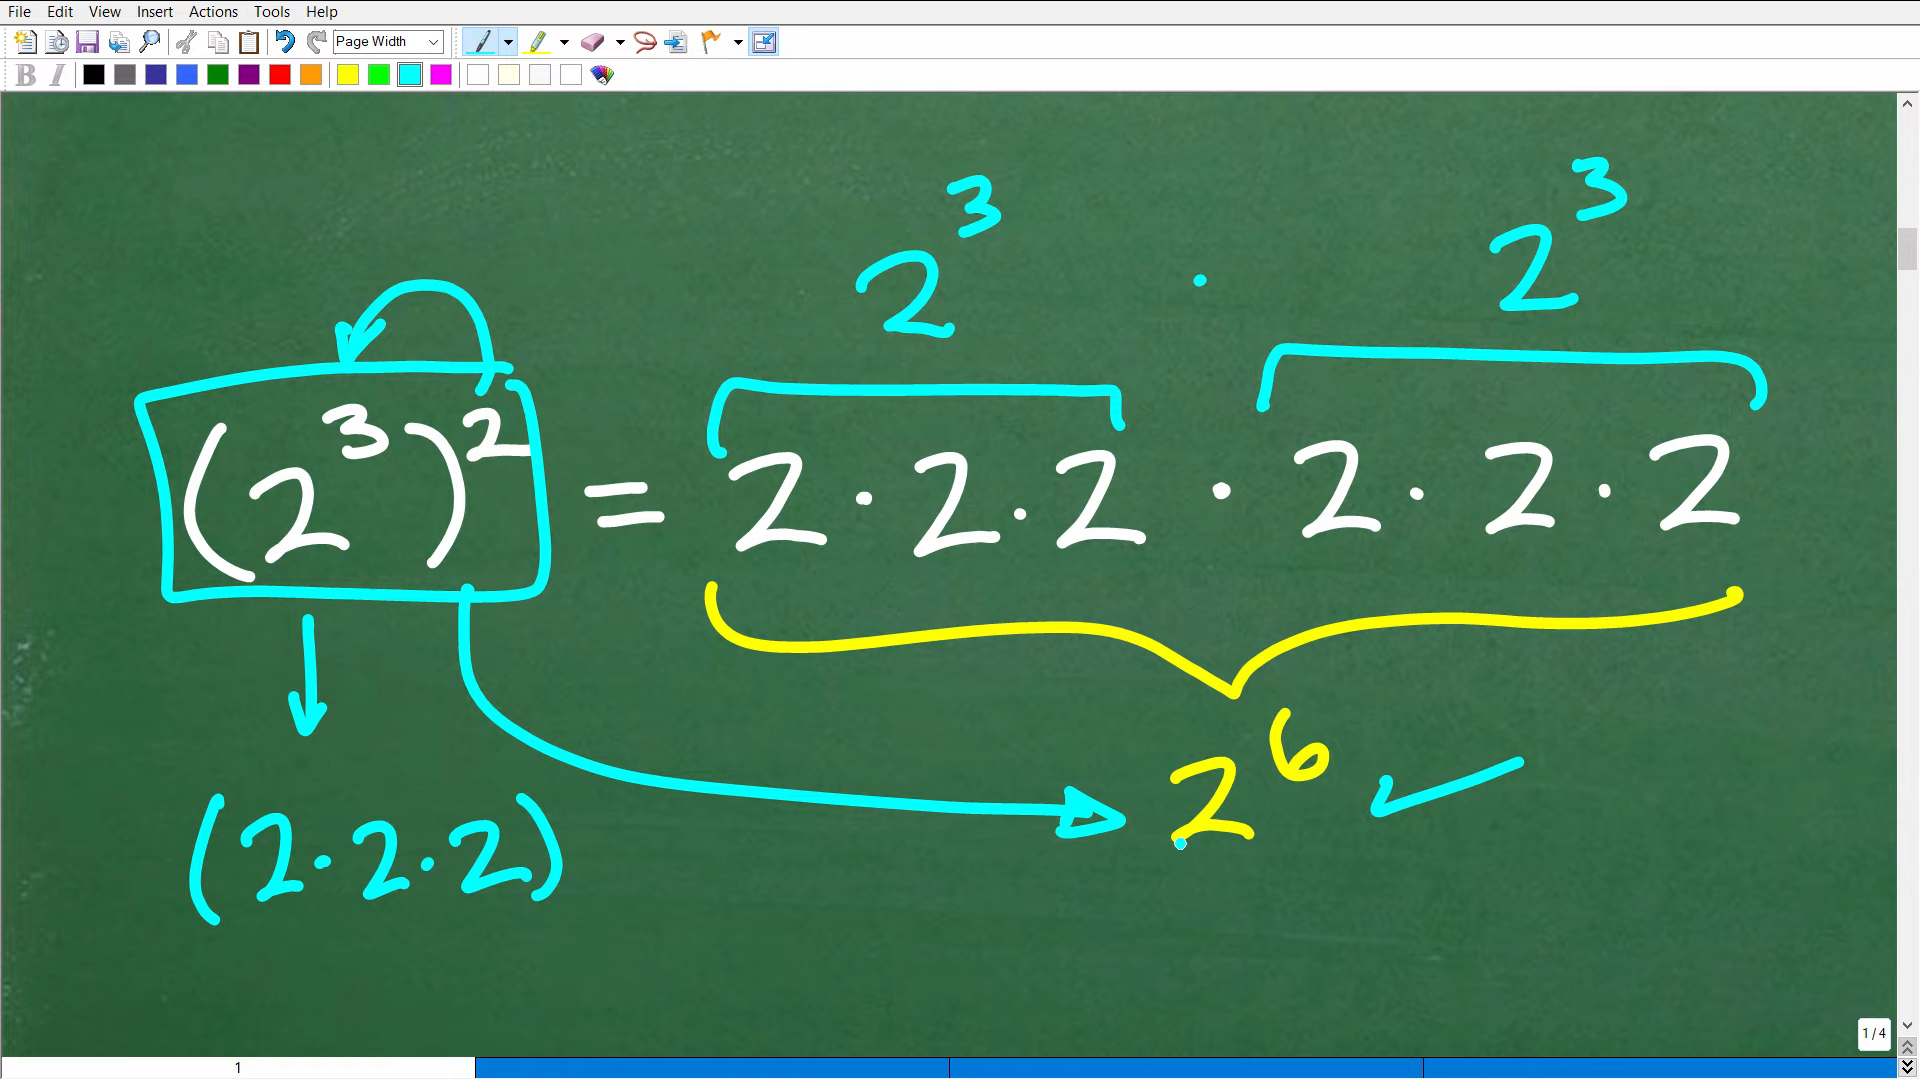 File Edit View Insert Actions Tools Help
Page Width
B I
2³ · 2³
(2³)² = 2 · 2 · 2 · 2 · 2 · 2
2⁶
(2 · 2 · 2)
1 / 4
1